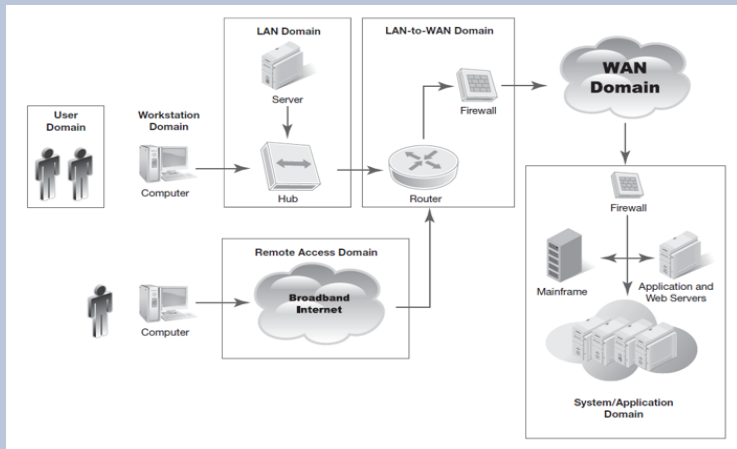 LAN Domain
Server
Hub
LAN-to-WAN Domain
Firewall
Router
WAN
Domain
User
Domain
Workstation
Domain
Computer
Remote Access Domain
Broadband
Internet
Computer
Firewall
Mainframe
Application and
Web Servers
System/Application
Domain